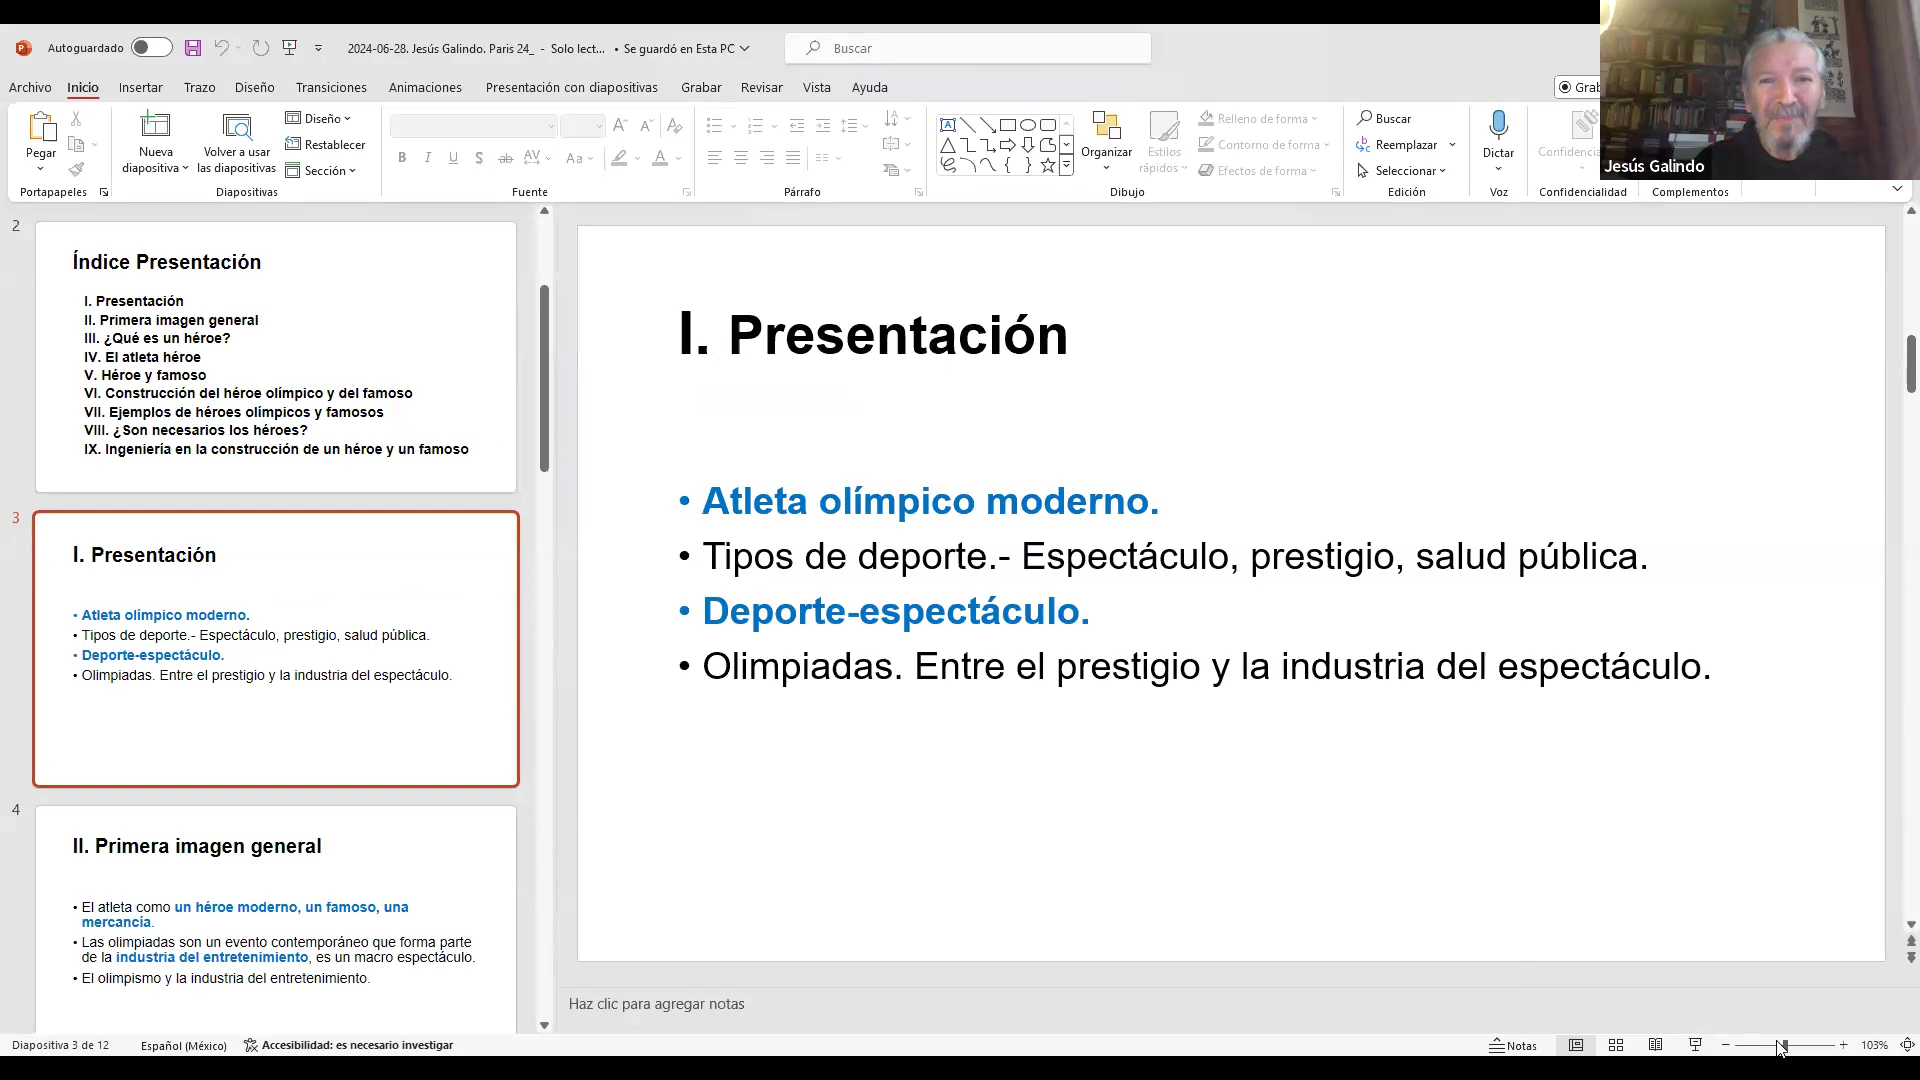 Autoguardado
2024-06-28. Jesús Galindo. Paris 24_ - Solo lect... • Se guardó en Esta PC
Buscar
Archivo Inicio Insertar Trazo Diseño Transiciones Animaciones Presentación con diapositivas Grabar Revisar Vista Ayuda
Pegar
Nueva
diapositiva
Volver a usar
las diapositivas
Diseño
Restablecer
Sección
Organizar
Estilos
rápidos
Relleno de forma
Contorno de forma
Efectos de forma
Buscar
Reemplazar
Seleccionar
Dictar
Confidencia
Portapapeles Diapositivas Fuente Párrafo Dibujo Edición Voz Confidencialidad Complementos
Jesús Galindo
2
Índice Presentación
I. Presentación
II. Primera imagen general
III. ¿Qué es un héroe?
IV. El atleta héroe
V. Héroe y famoso
VI. Construcción del héroe olímpico y del famoso
VII. Ejemplos de héroes olímpicos y famosos
VIII. ¿Son necesarios los héroes?
IX. Ingeniería en la construcción de un héroe y un famoso
3
I. Presentación
• Atleta olímpico moderno.
• Tipos de deporte.- Espectáculo, prestigio, salud pública.
• Deporte-espectáculo.
• Olimpiadas. Entre el prestigio y la industria del espectáculo.
4
II. Primera imagen general
• El atleta como un héroe moderno, un famoso, una
mercancía.
• Las olimpiadas son un evento contemporáneo que forma parte
de la industria del entretenimiento, es un macro espectáculo.
• El olimpismo y la industria del entretenimiento.
I. Presentación
• Atleta olímpico moderno.
• Tipos de deporte.- Espectáculo, prestigio, salud pública.
• Deporte-espectáculo.
• Olimpiadas. Entre el prestigio y la industria del espectáculo.
Haz clic para agregar notas
Diapositiva 3 de 12 Español (México) Accesibilidad: es necesario investigar Notas 103%